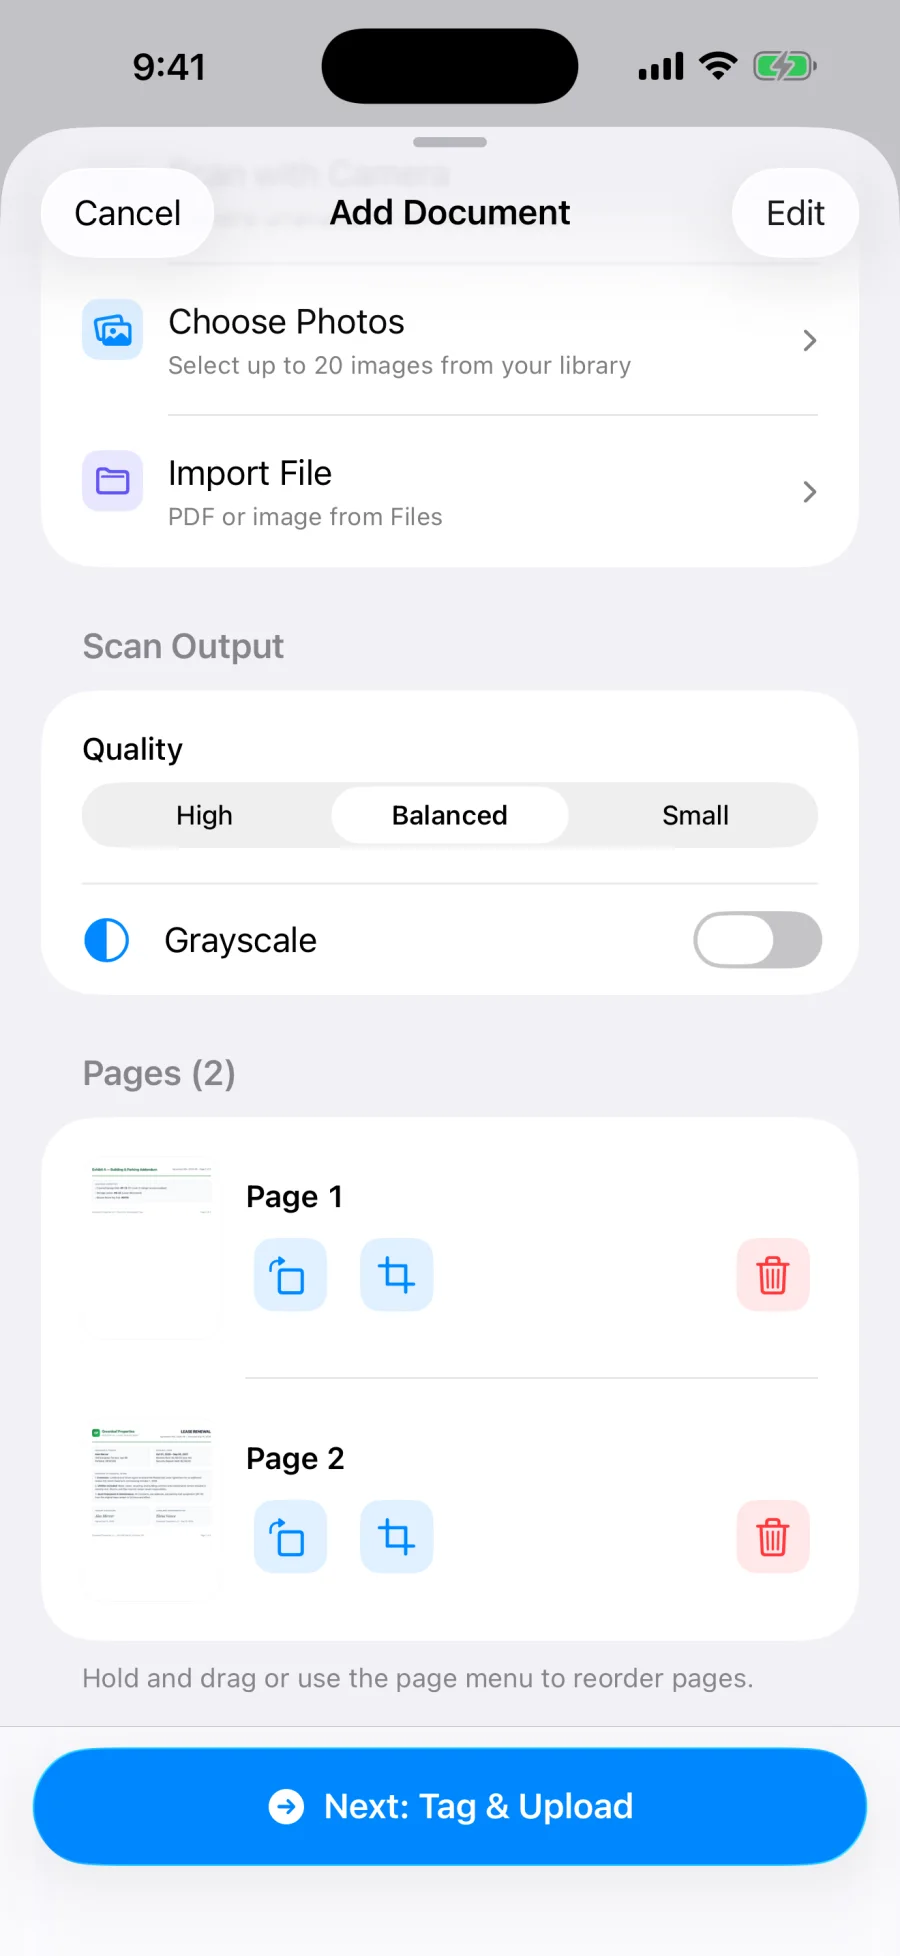 9:41
Cancel
Add Document
Edit
Choose Photos
Select up to 20 images from your library
Import File
PDF or image from Files
Scan Output
Quality
High
Balanced
Small
Grayscale
Pages (2)
Page 1
LEASE RENEWAL
Page 2
Hold and drag or use the page menu to reorder pages.
Next: Tag & Upload